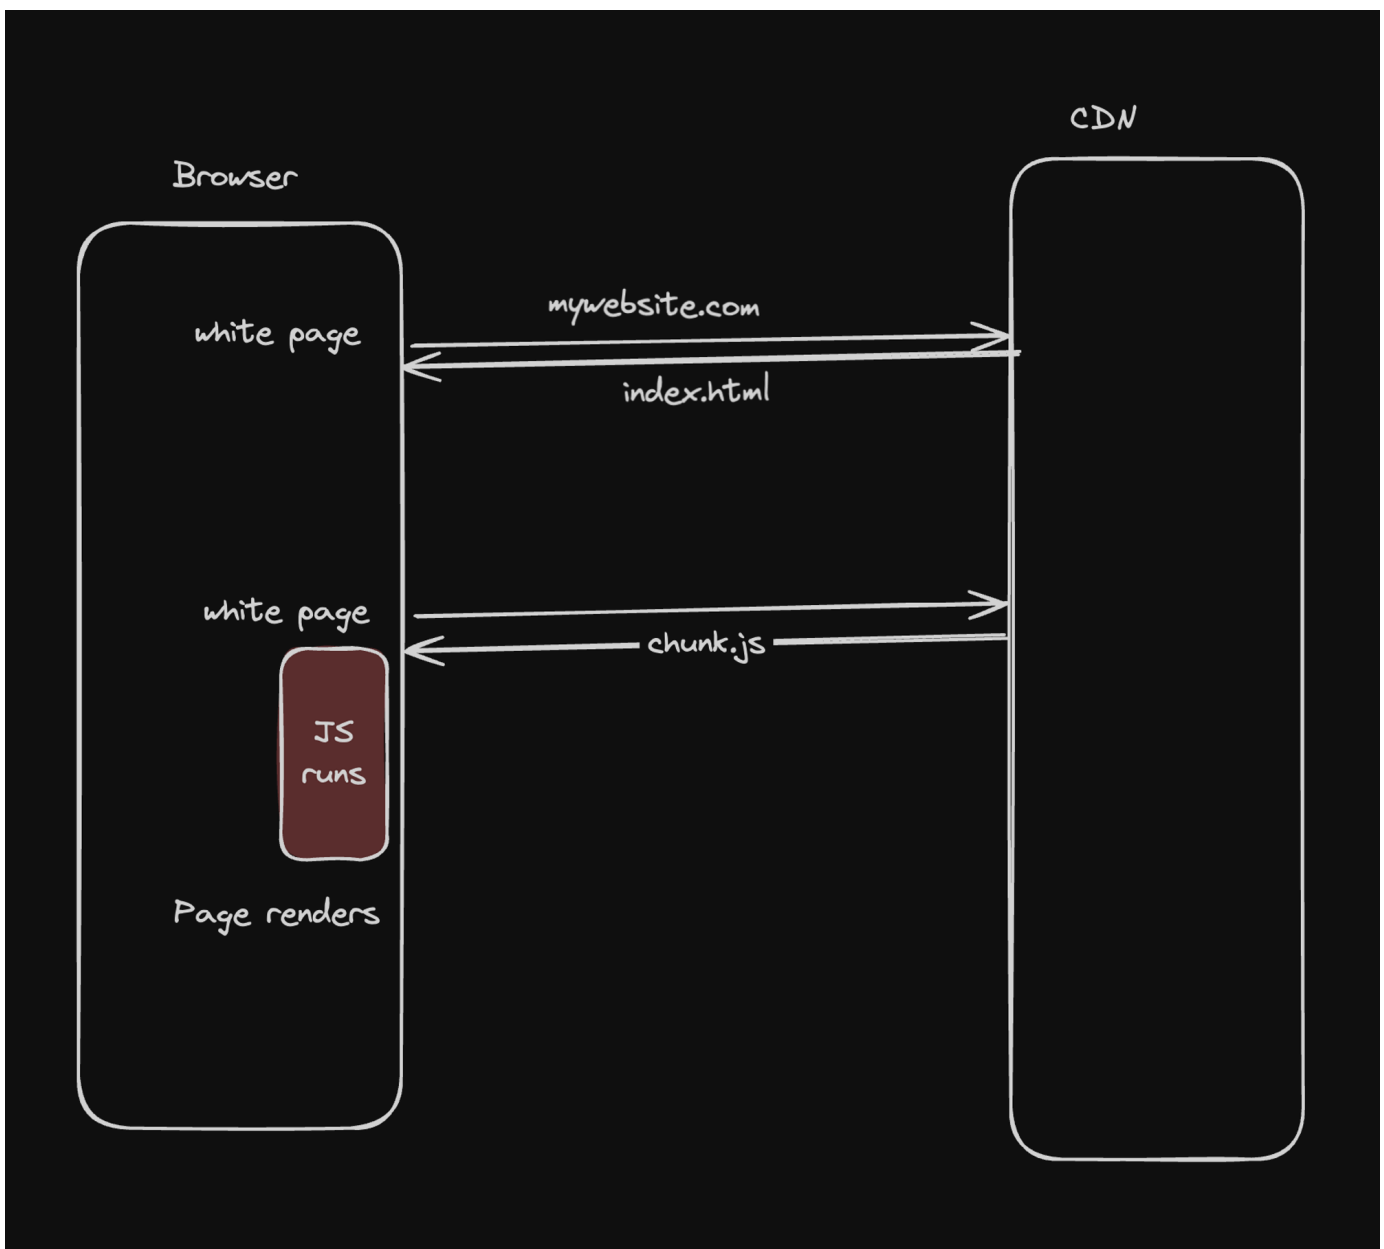 CDN
Browser
mywebsite.com
white page
index.html
white page
chunk.js
JS
runs
Page renders